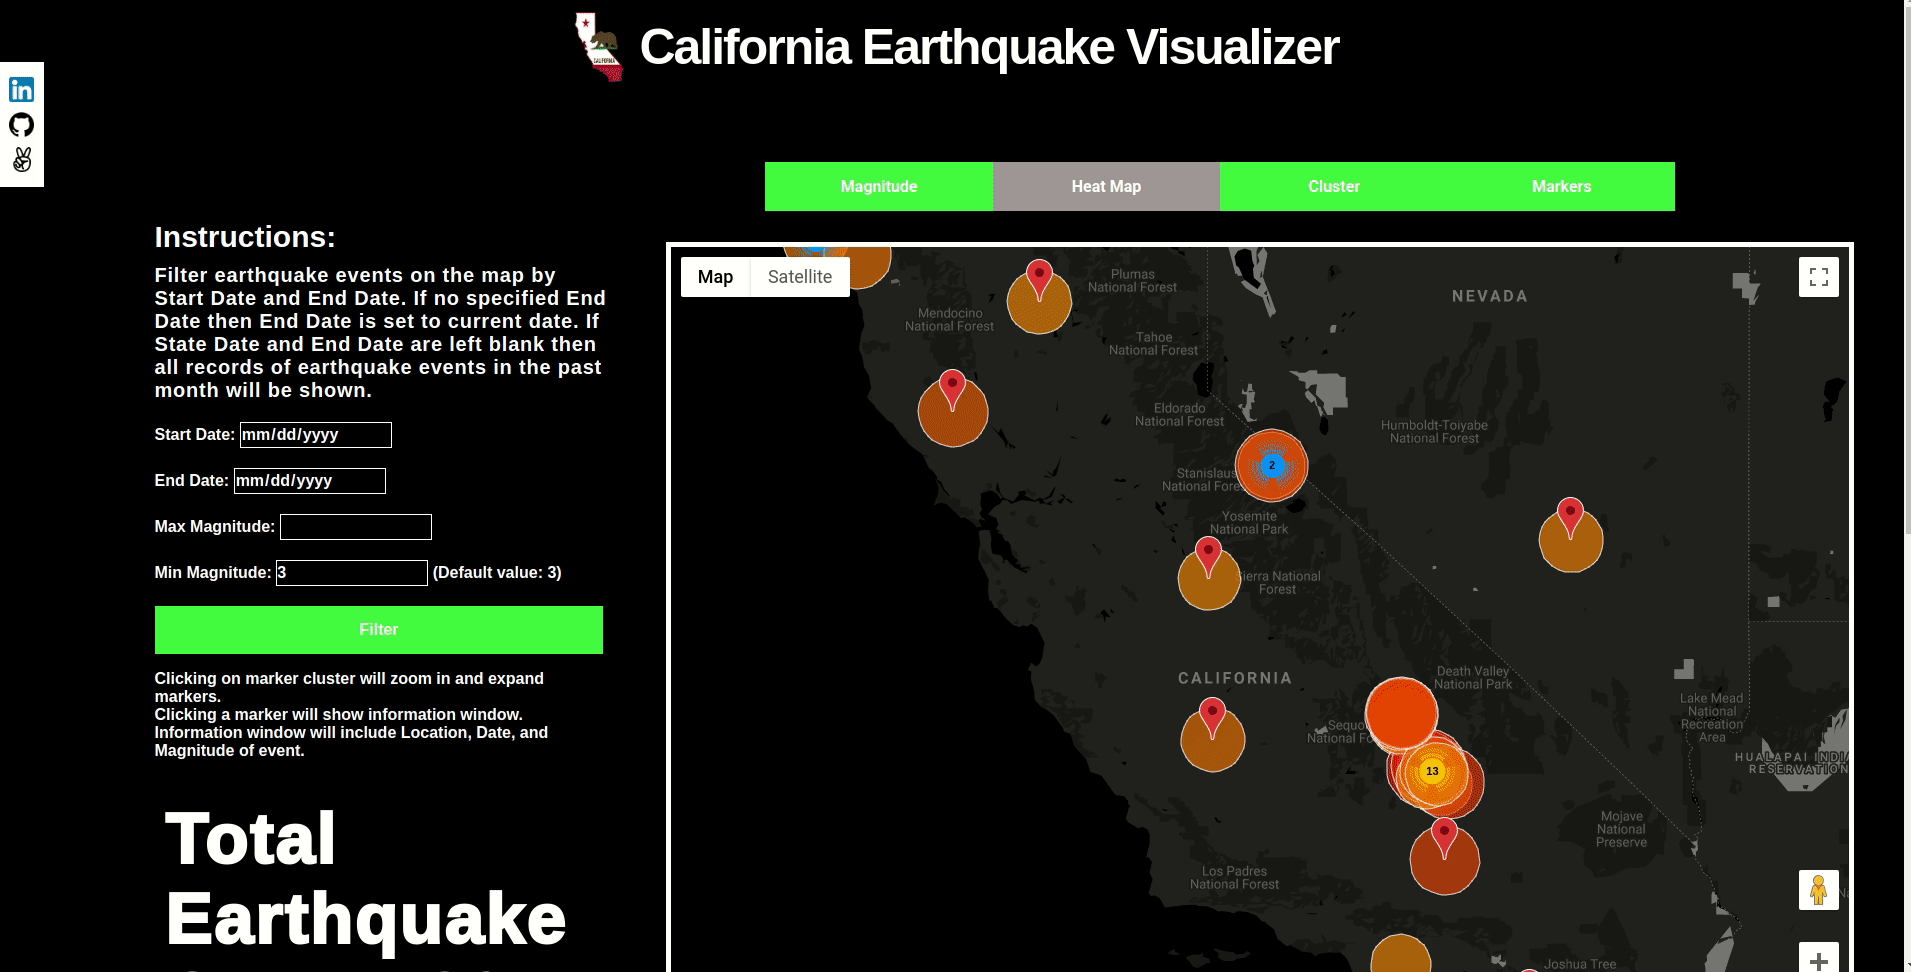 California Earthquake Visualizer
CALIFORNIA
in
Magnitude
Heat Map
Cluster
Markers
Instructions:
Filter earthquake events on the map by
Start Date and End Date. If no specified End
Date then End Date is set to current date. If
State Date and End Date are left blank then
all records of earthquake events in the past
month will be shown.
Start Date: mm/dd/yyyy
End Date: mm/dd/yyyy
Max Magnitude:
Min Magnitude: 3 (Default value: 3)
Filter
Clicking on marker cluster will zoom in and expand
markers.
Clicking a marker will show information window.
Information window will include Location, Date, and
Magnitude of event.
Total
Earthquake
Map
Satellite
Plumas
National Forest
NEVADA
Mendocino
National Forest
Tahoe
National Forest
Eldorado
National Forest
Humboldt-Toiyabe
National Forest
2
Stanislaus
National Fore
Yosemite
National Park
Sierra National
Forest
CALIFORNIA
Death Valley
National Park
Lake Mead
National
Recreation
Area
Sequo
National Fo
HUALAPAI INDIA
RESERVATION
13
Mojave
National
Preserve
Los Padres
National Forest
Na
Joshua Tree